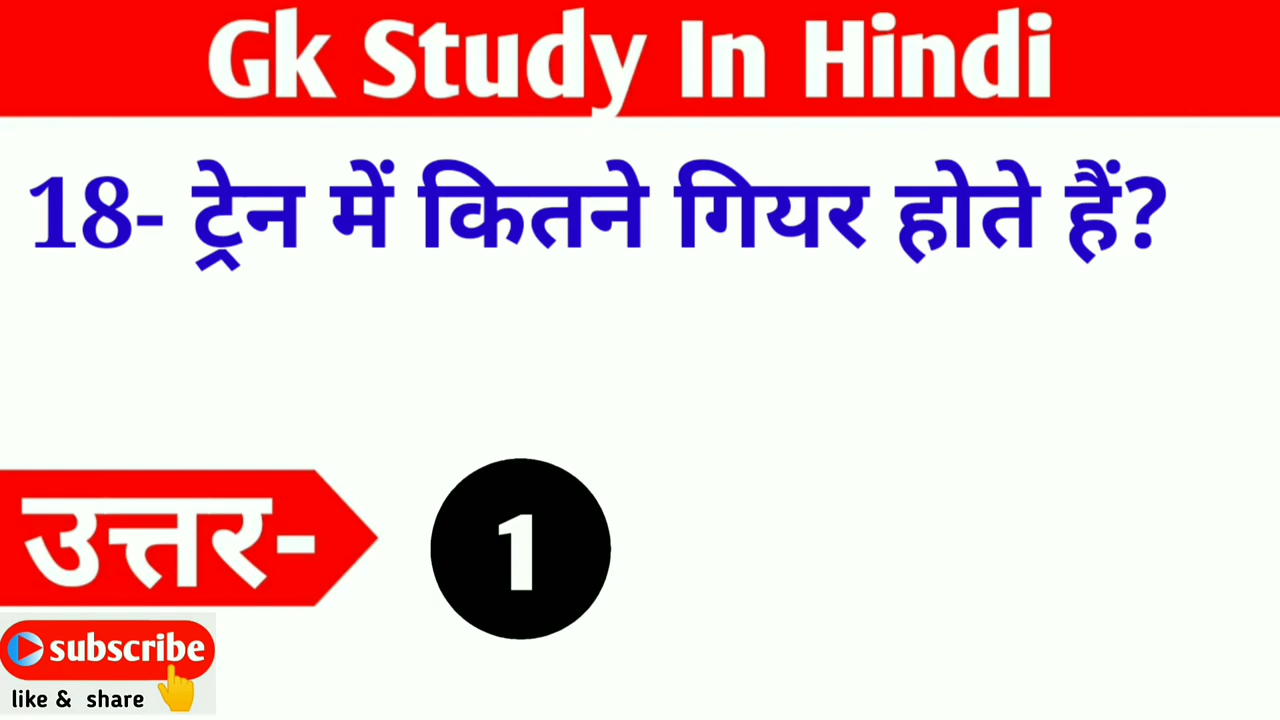 Gk Study In Hindi
18- ट्रेन में कितने गियर होते हैं?
उत्तर-
1
subscribe
like & share